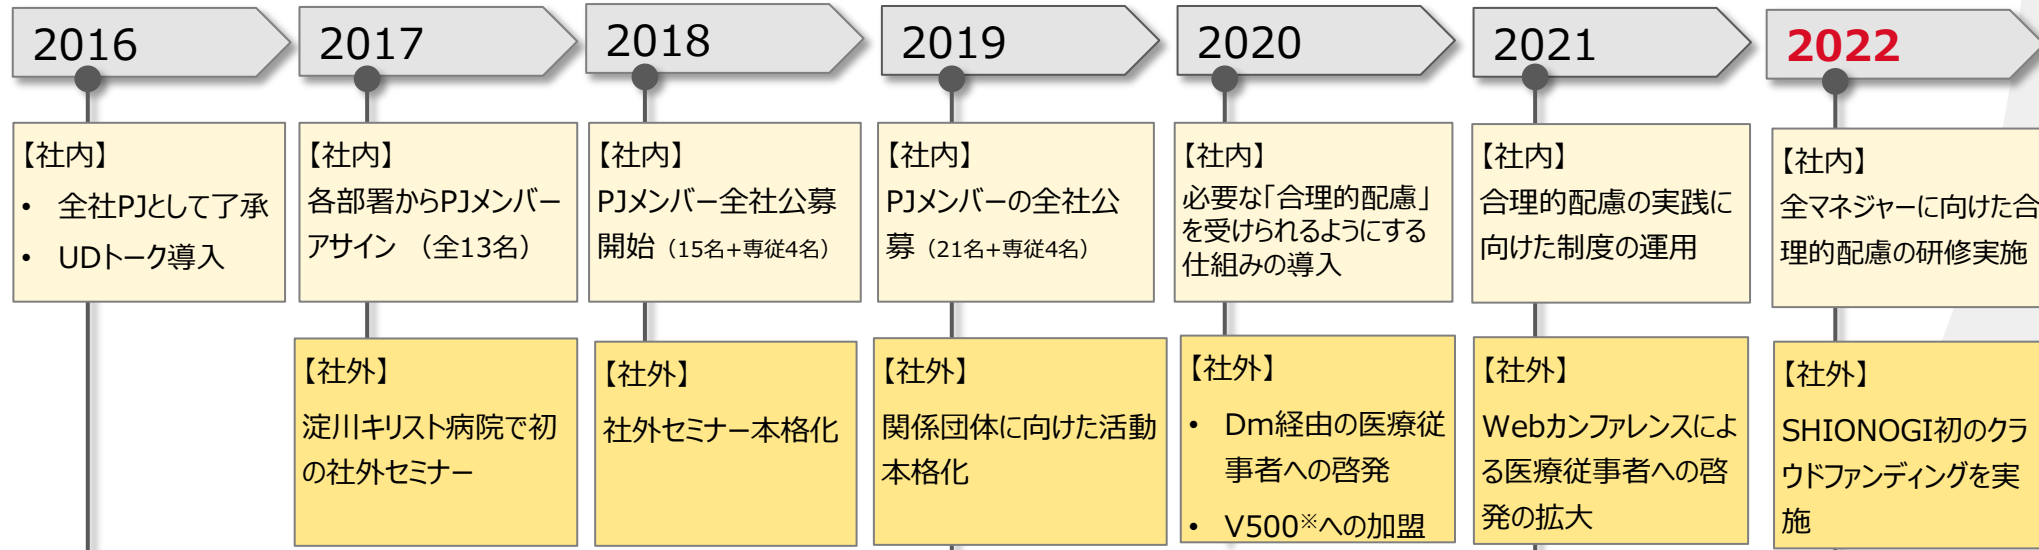 2016
【社内】
• 全社PJとして了承
• UDトーク導入
2017
【社内】
各部署からPJメンバー
アサイン （全13名）
【社外】
淀川キリスト病院で初
の社外セミナー
2018
【社内】
PJメンバー全社公募
開始（15名+専従4名）
【社外】
社外セミナー本格化
2019
【社内】
PJメンバーの全社公
募（21名+専従4名）
【社外】
関係団体に向けた活動
本格化
2020
【社内】
必要な「合理的配慮」
を受けられるようにする
仕組みの導入
【社外】
• Dm経由の医療従
事者への啓発
• V500※への加盟
2021
【社内】
合理的配慮の実践に
向けた制度の運用
【社外】
Webカンファレンスによ
る医療従事者への啓
発の拡大
2022
【社内】
全マネジャーに向けた合
理的配慮の研修実施
【社外】
SHIONOGI初のクラ
ウドファンディングを実
施